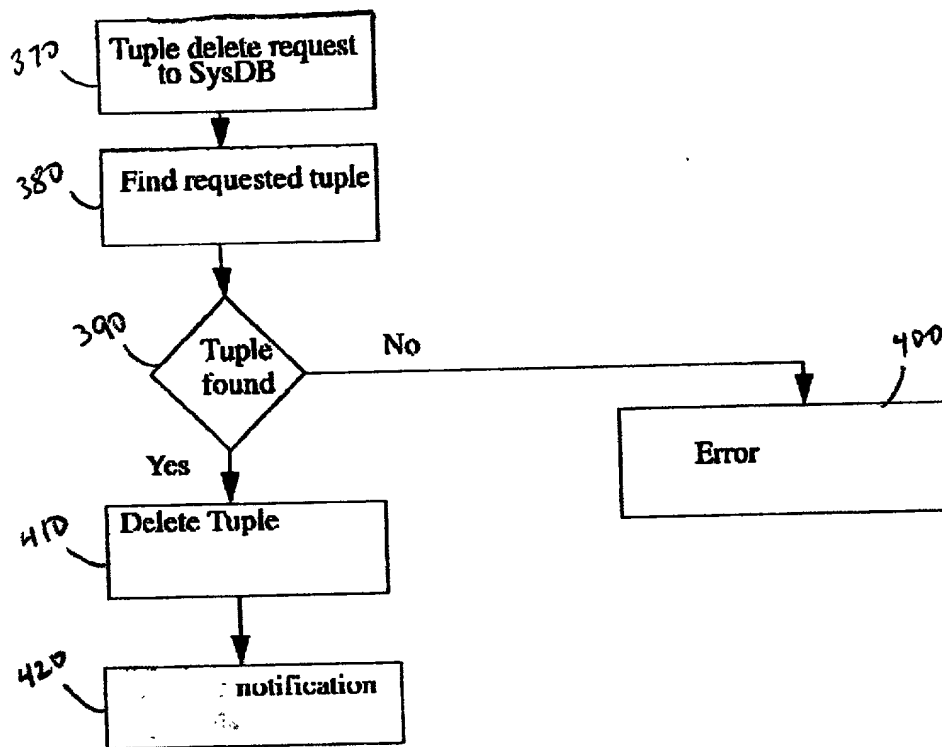 370
Tuple delete request
to SysDB
380
Find requested tuple
390
Tuple
found
No
400
Error
Yes
410
Delete Tuple
420
notification